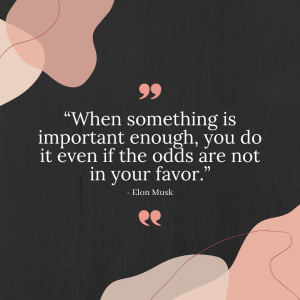 “When something is
important enough, you do
it even if the odds are not
in your favor.”
- Elon Musk